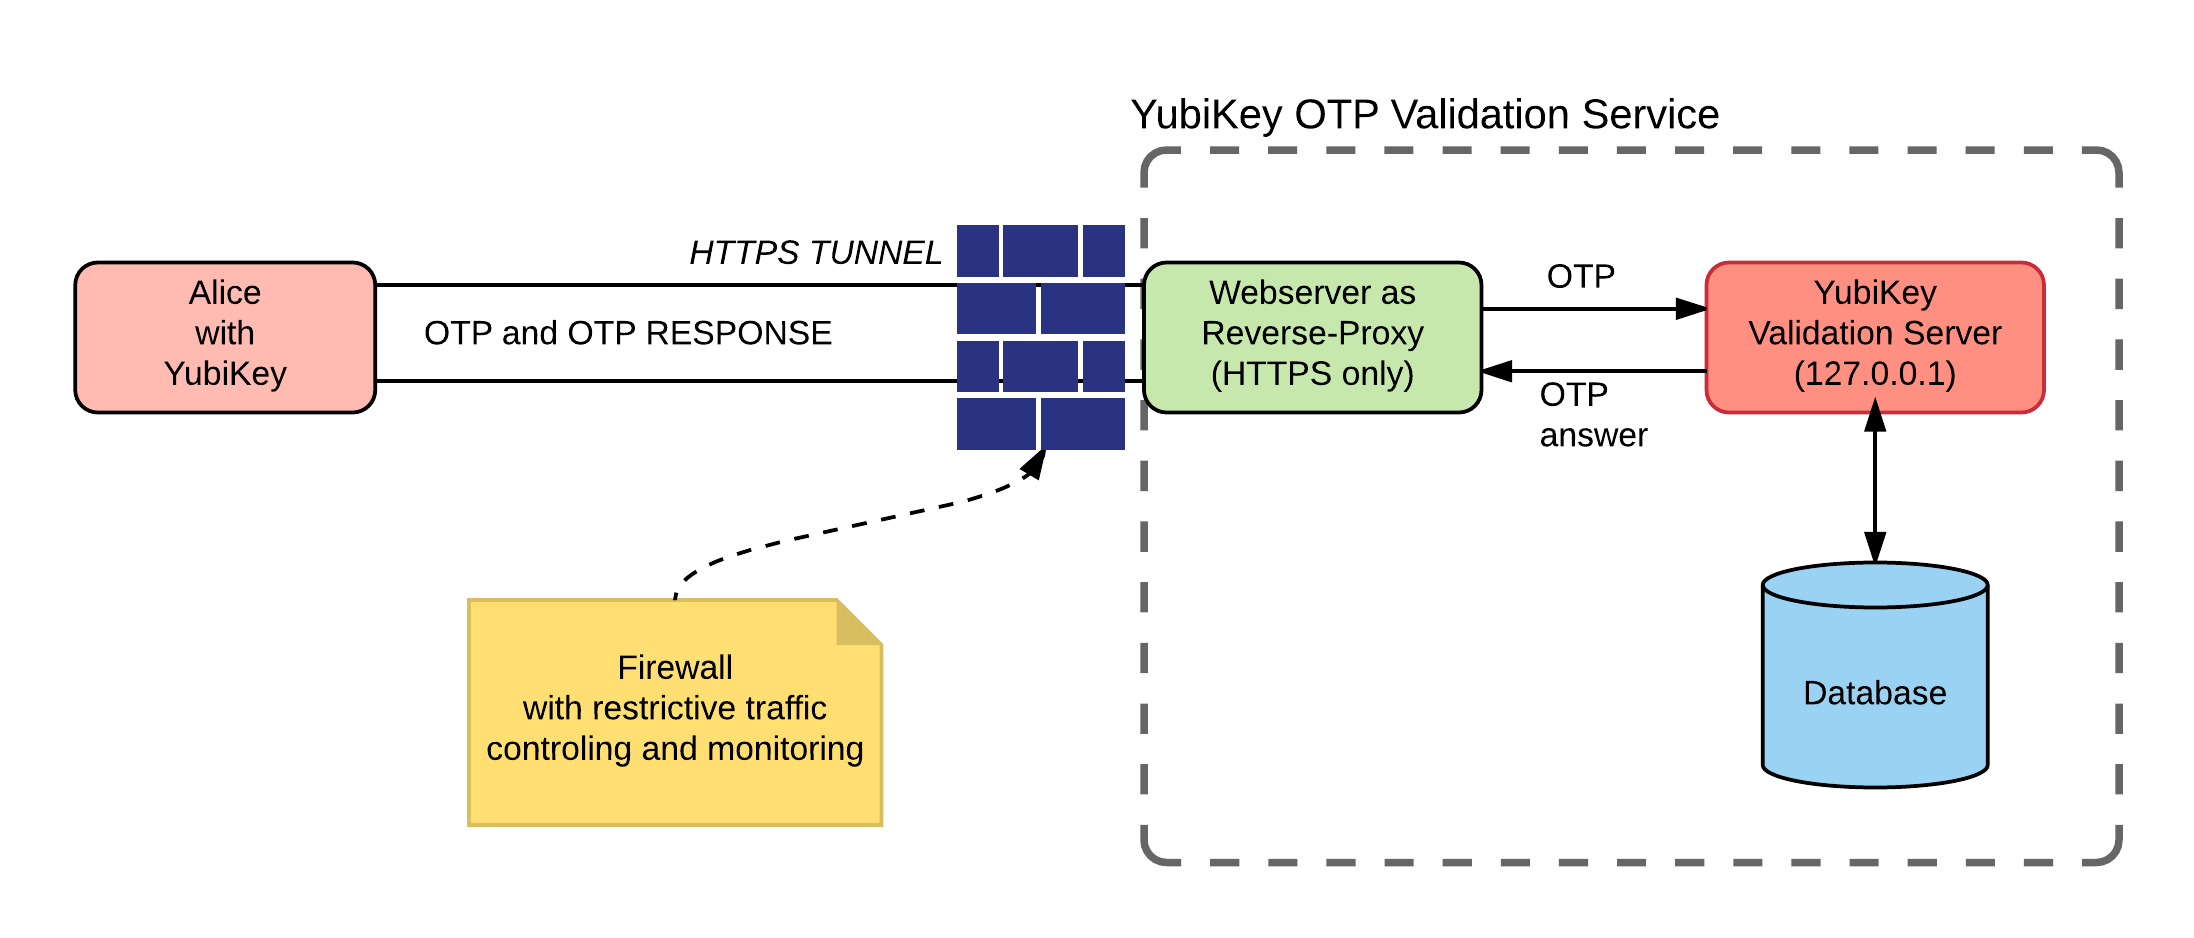 YubiKey OTP Validation Service
HTTPS TUNNEL
Alice
with
YubiKey
OTP and OTP RESPONSE
Webserver as
Reverse-Proxy
(HTTPS only)
OTP
OTP
answer
YubiKey
Validation Server
(127.0.0.1)
Firewall
with restrictive traffic
controling and monitoring
Database